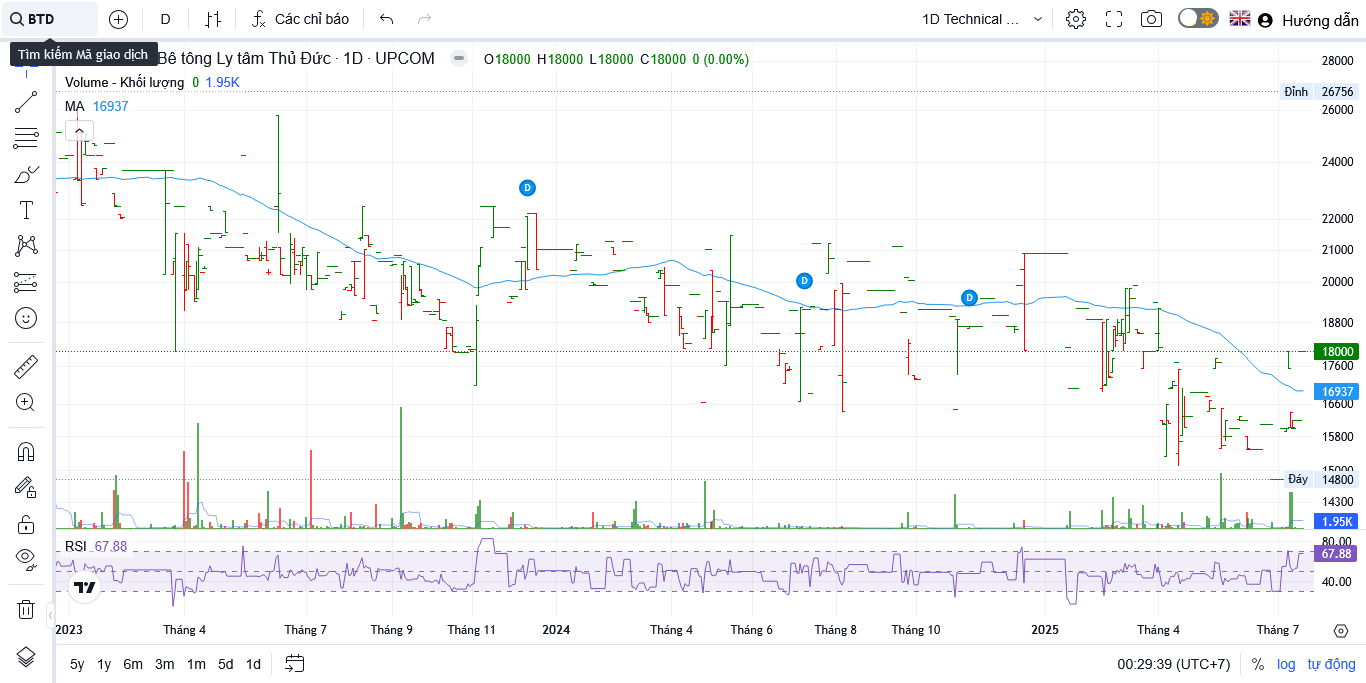 BTD
D
Các chỉ báo
1D Technical ...
Hướng dẫn
Tìm kiếm Mã giao dịch
Bê tông Ly tâm Thủ Đức · 1D · UPCOM
O18000 H18000 L18000 C18000 0 (0.00%)
Volume - Khối lượng 0 1.95K
MA 16937
28000
Đỉnh 26756
26000
24000
22000
21000
20000
18800
18000
17600
16937
16600
15800
15000
Đáy 14800
14300
1.95K
D
D
D
RSI 67.88
80.00
67.88
40.00
2023 Tháng 4 Tháng 7 Tháng 9 Tháng 11 2024 Tháng 4 Tháng 6 Tháng 8 Tháng 10 2025 Tháng 4 Tháng 7
5y 1y 6m 3m 1m 5d 1d
00:29:39 (UTC+7) % log tự động